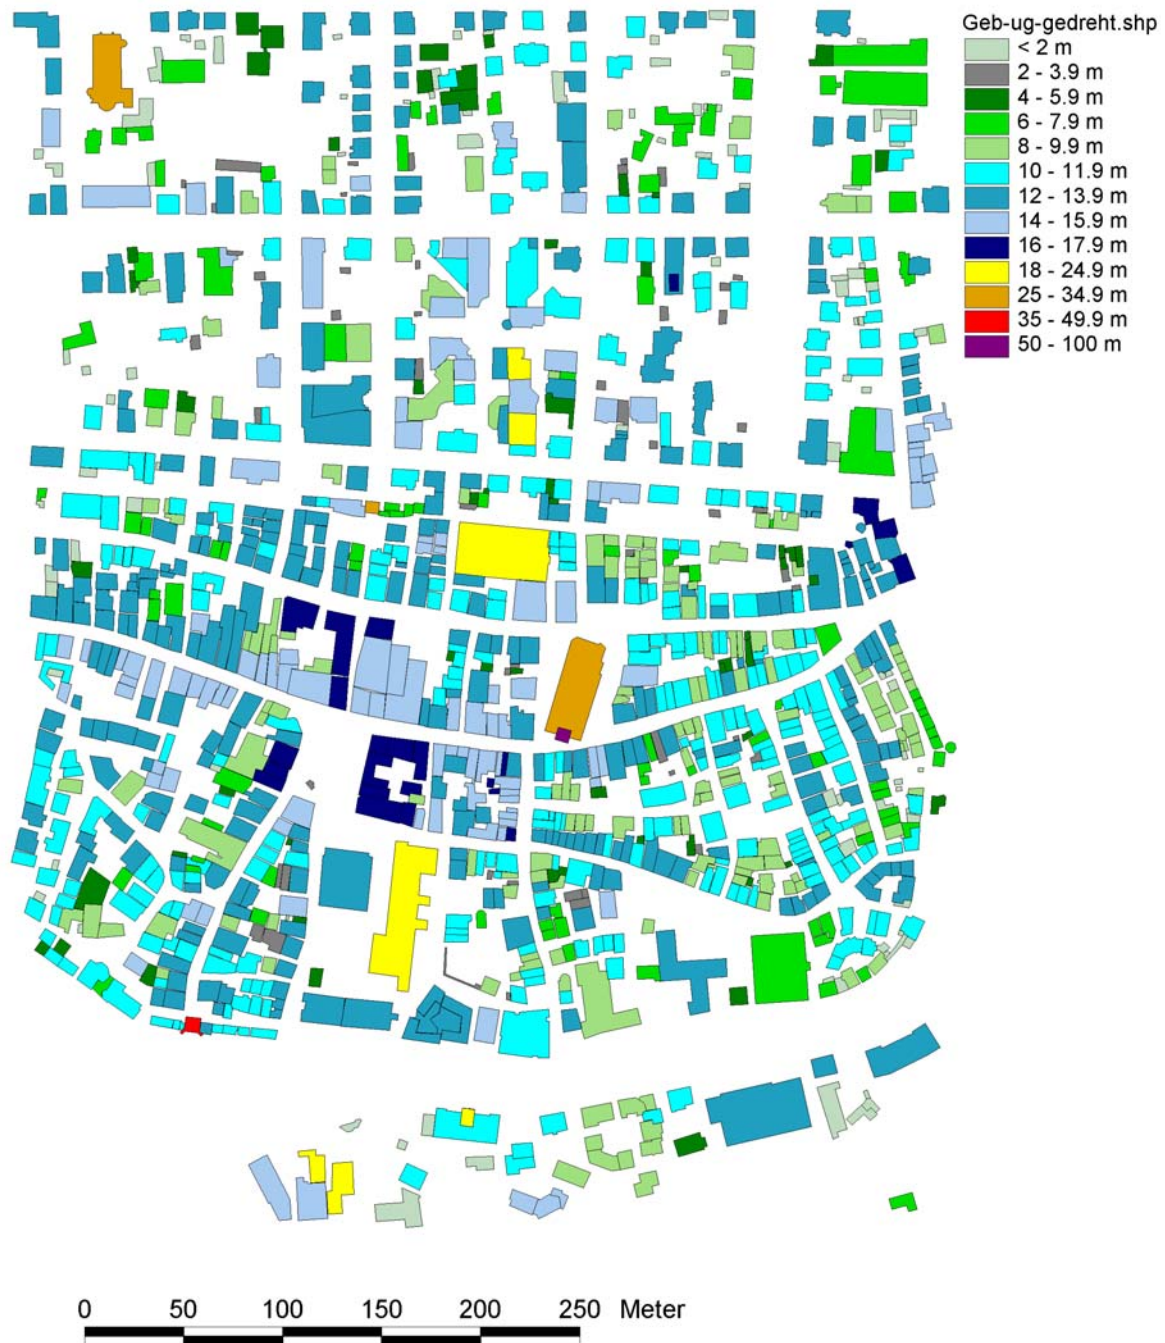 Geb-ug-gedreht.shp
< 2 m
2 - 3.9 m
4 - 5.9 m
6 - 7.9 m
8 - 9.9 m
10 - 11.9 m
12 - 13.9 m
14 - 15.9 m
16 - 17.9 m
18 - 24.9 m
25 - 34.9 m
35 - 49.9 m
50 - 100 m
0 50 100 150 200 250 Meter